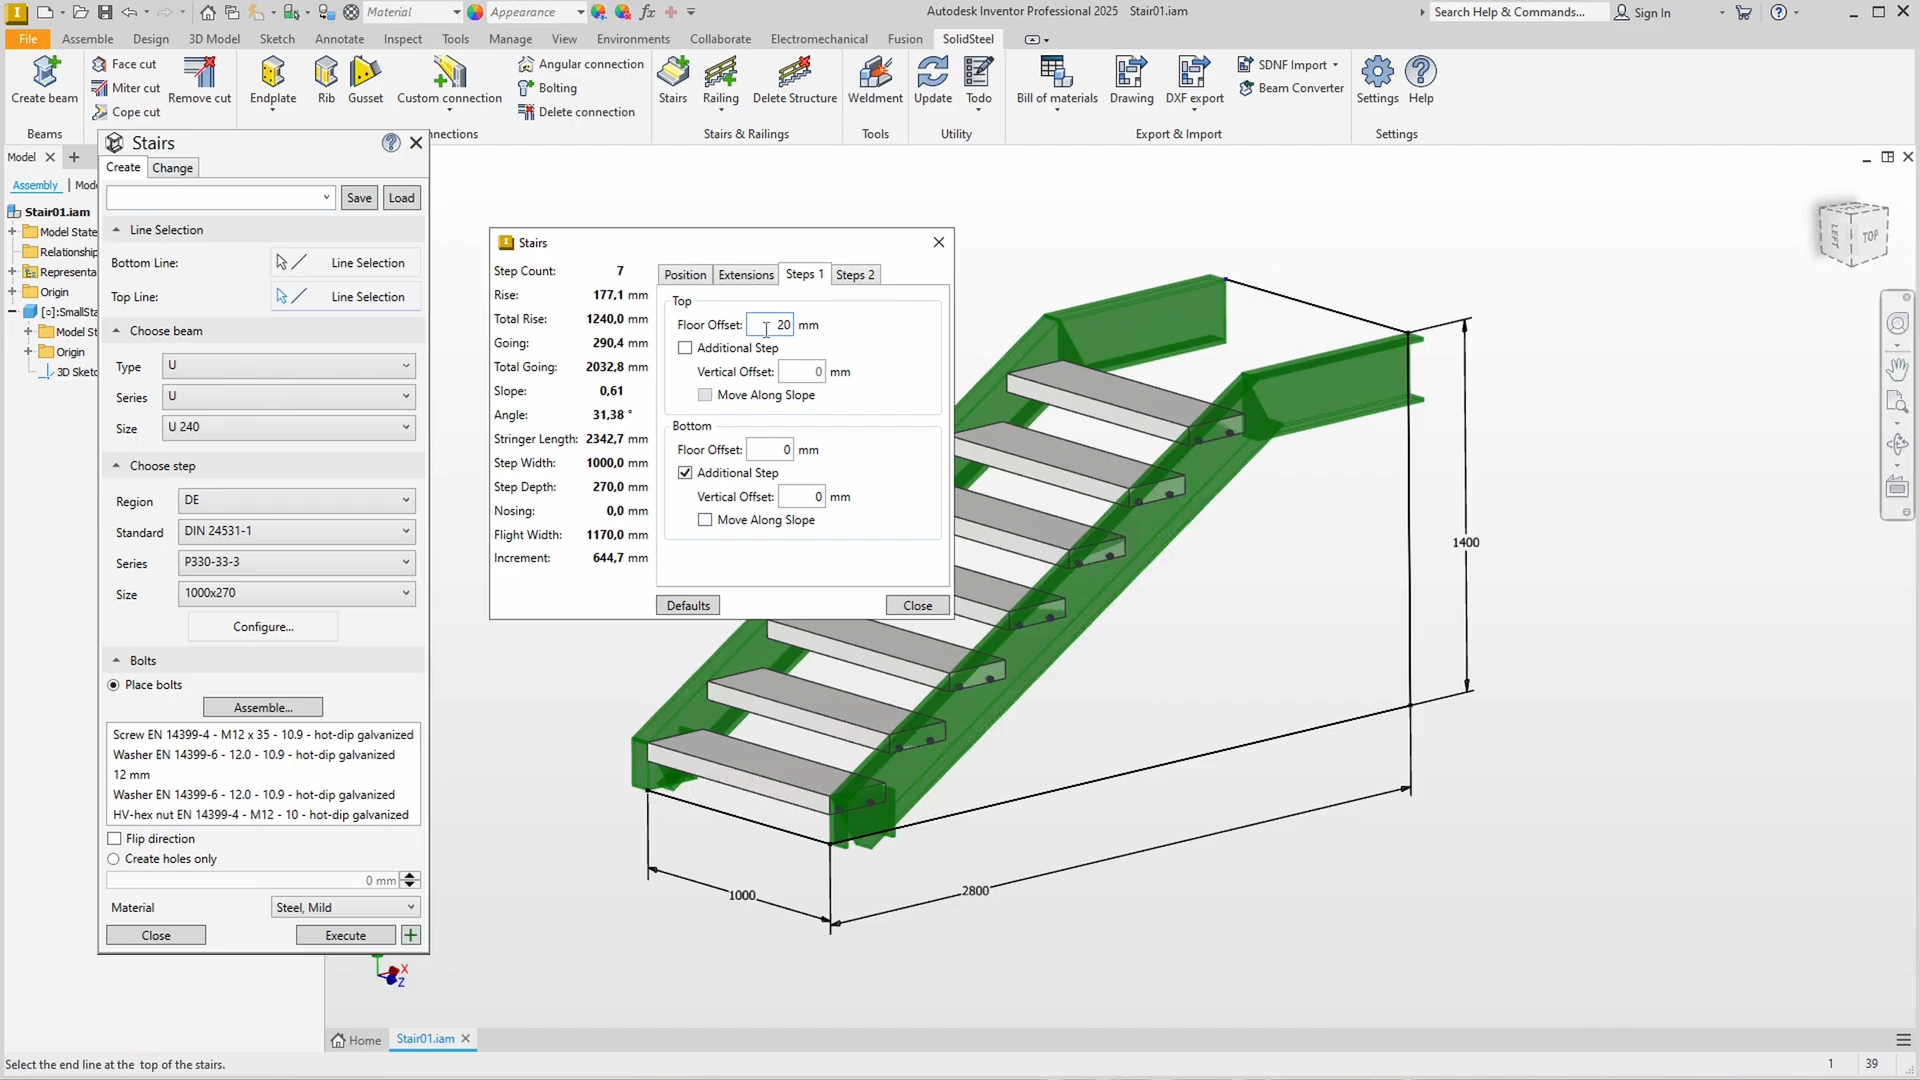 Material
Appearance
Autodesk Inventor Professional 2025 Stair01.iam
Search Help & Commands...
Sign In
File Assemble Design 3D Model Sketch Annotate Inspect Tools Manage View Environments Collaborate Electromechanical Fusion SolidSteel
Create beam
Face cut
Miter cut
Cope cut
Remove cut
Beams
Endplate
Rib
Gusset
Custom connection
Angular connection
Bolting
Delete connection
nnections
Stairs
Railing
Delete Structure
Stairs & Railings
Weldment
Tools
Update
Todo
Utility
Bill of materials
Drawing
DXF export
SDNF Import
Beam Converter
Export & Import
Settings
Help
Settings
Model
Assembly
Mode
Stair01.iam
Model State
Relationship
Representa
Origin
[○]:SmallSta
Model St
Origin
3D Sketc
Stairs
Create Change
Save Load
Line Selection
Bottom Line: Line Selection
Top Line: Line Selection
Choose beam
Type U
Series U
Size U 240
Choose step
Region DE
Standard DIN 24531-1
Series P330-33-3
Size 1000x270
Configure...
Bolts
Place bolts
Assemble...
Screw EN 14399-4 - M12 x 35 - 10.9 - hot-dip galvanized
Washer EN 14399-6 - 12.0 - 10.9 - hot-dip galvanized
12 mm
Washer EN 14399-6 - 12.0 - 10.9 - hot-dip galvanized
HV-hex nut EN 14399-4 - M12 - 10 - hot-dip galvanized
Flip direction
Create holes only
0 mm
Material Steel, Mild
Close Execute
Stairs
Step Count: 7
Rise: 177,1 mm
Total Rise: 1240,0 mm
Going: 290,4 mm
Total Going: 2032,8 mm
Slope: 0,61
Angle: 31,38 °
Stringer Length: 2342,7 mm
Step Width: 1000,0 mm
Step Depth: 270,0 mm
Nosing: 0,0 mm
Flight Width: 1170,0 mm
Increment: 644,7 mm
Position Extensions Steps 1 Steps 2
Top
Floor Offset: 20 mm
Additional Step
Vertical Offset: 0 mm
Move Along Slope
Bottom
Floor Offset: 0 mm
Additional Step
Vertical Offset: 0 mm
Move Along Slope
Defaults Close
LEFT TOP
1400
1000
2800
X
Z
Home Stair01.iam
Select the end line at the top of the stairs.
1 39